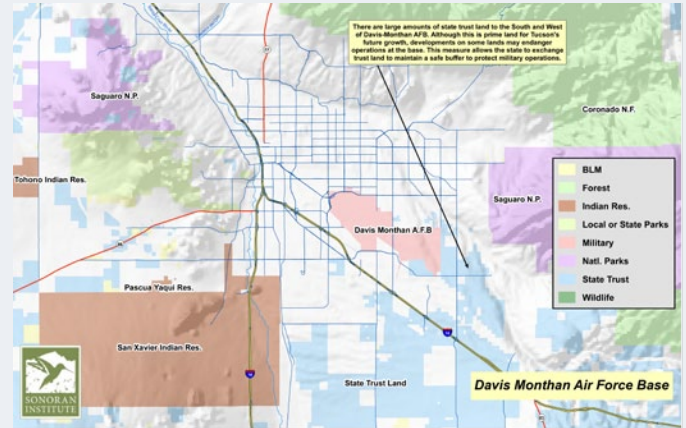 There are large amounts of state trust land to the South and West
of Davis-Monthan AFB. Although this is prime land for Tucson's
future growth, developments on some lands may endanger
operations at the base. This measure allows the state to exchange
trust land to maintain a safe buffer to protect military operations.
Saguaro N.P.
Coronado N.F.
Tohono Indian Res.
Saguaro N.P.
BLM
Forest
Indian Res.
Local or State Parks
Military
Natl. Parks
State Trust
Wildlife
Davis Monthan A.F.B
Pascua Yaqui Res.
San Xavier Indian Res.
State Trust Land
Davis Monthan Air Force Base
SONORAN
INSTITUTE